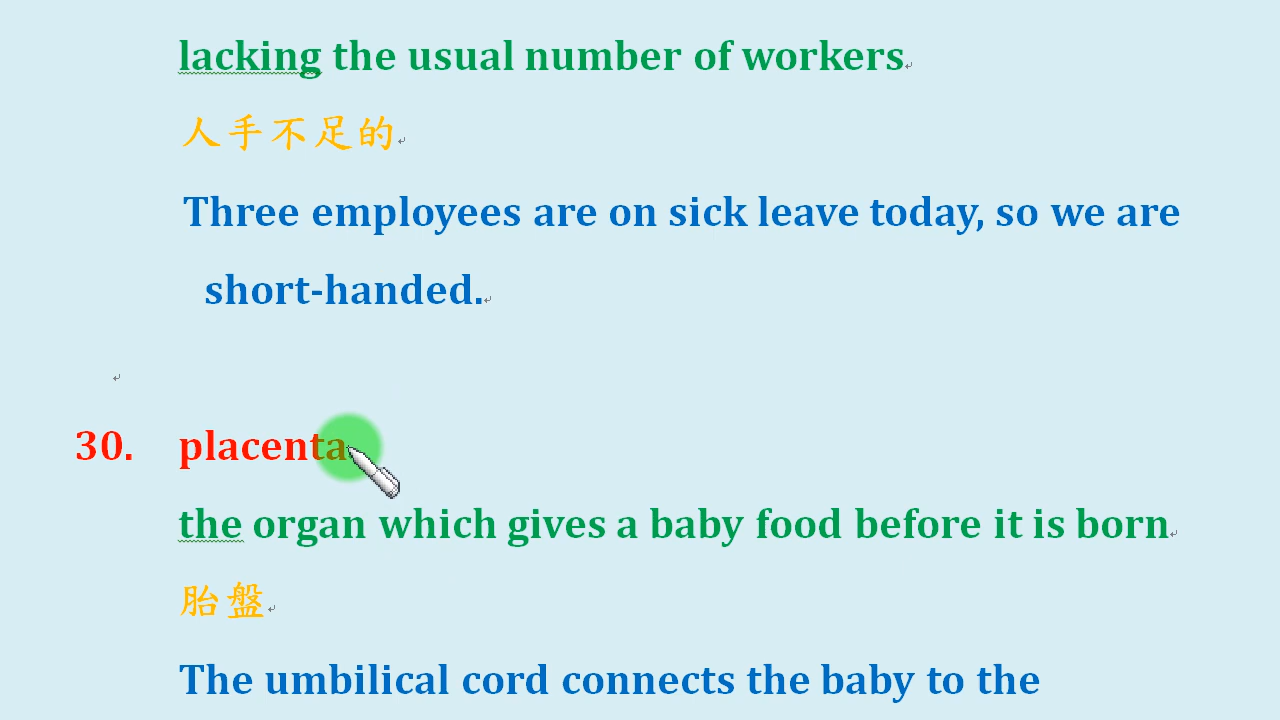 lacking the usual number of workers
人手不足的
Three employees are on sick leave today, so we are
short-handed.
30. placenta
the organ which gives a baby food before it is born
胎盤
The umbilical cord connects the baby to the